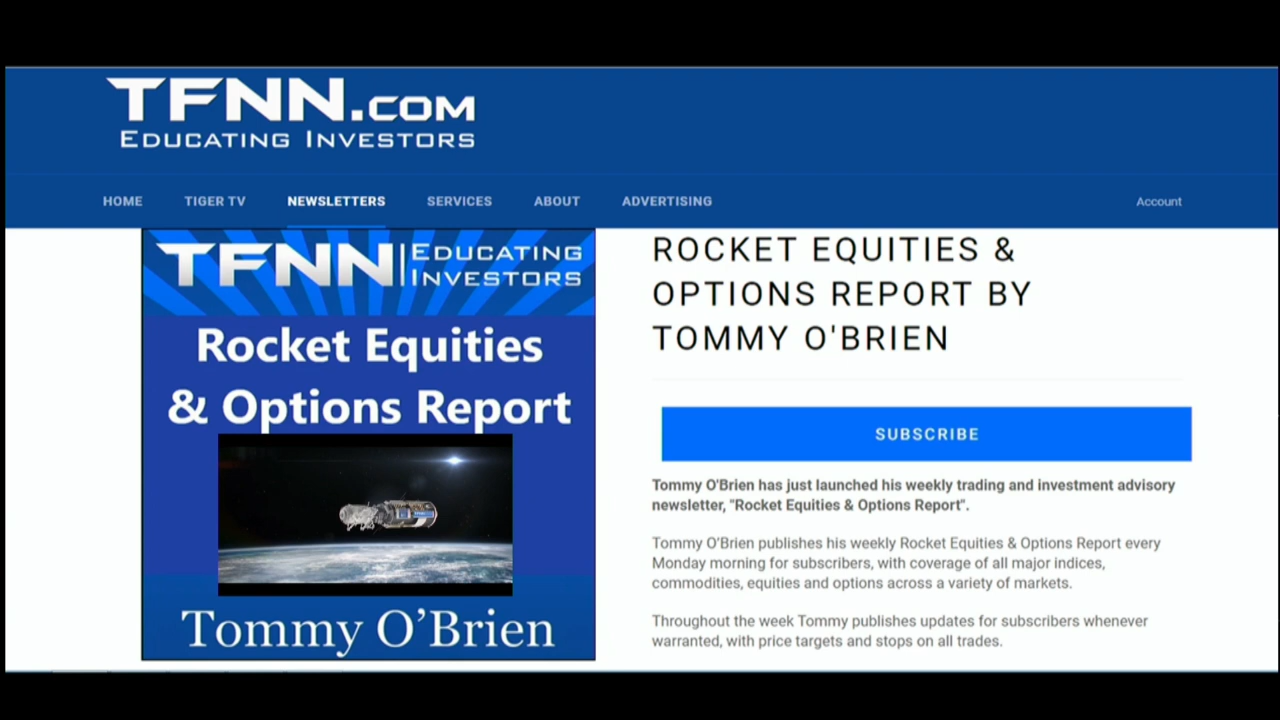 TFNN.COM
EDUCATING INVESTORS
HOME TIGER TV NEWSLETTERS SERVICES ABOUT ADVERTISING Account
TFNN EDUCATING
INVESTORS
Rocket Equities
& Options Report
Tommy O’Brien
ROCKET EQUITIES &
OPTIONS REPORT BY
TOMMY O'BRIEN
SUBSCRIBE
Tommy O'Brien has just launched his weekly trading and investment advisory
newsletter, "Rocket Equities & Options Report".
Tommy O’Brien publishes his weekly Rocket Equities & Options Report every
Monday morning for subscribers, with coverage of all major indices,
commodities, equities and options across a variety of markets.
Throughout the week Tommy publishes updates for subscribers whenever
warranted, with price targets and stops on all trades.